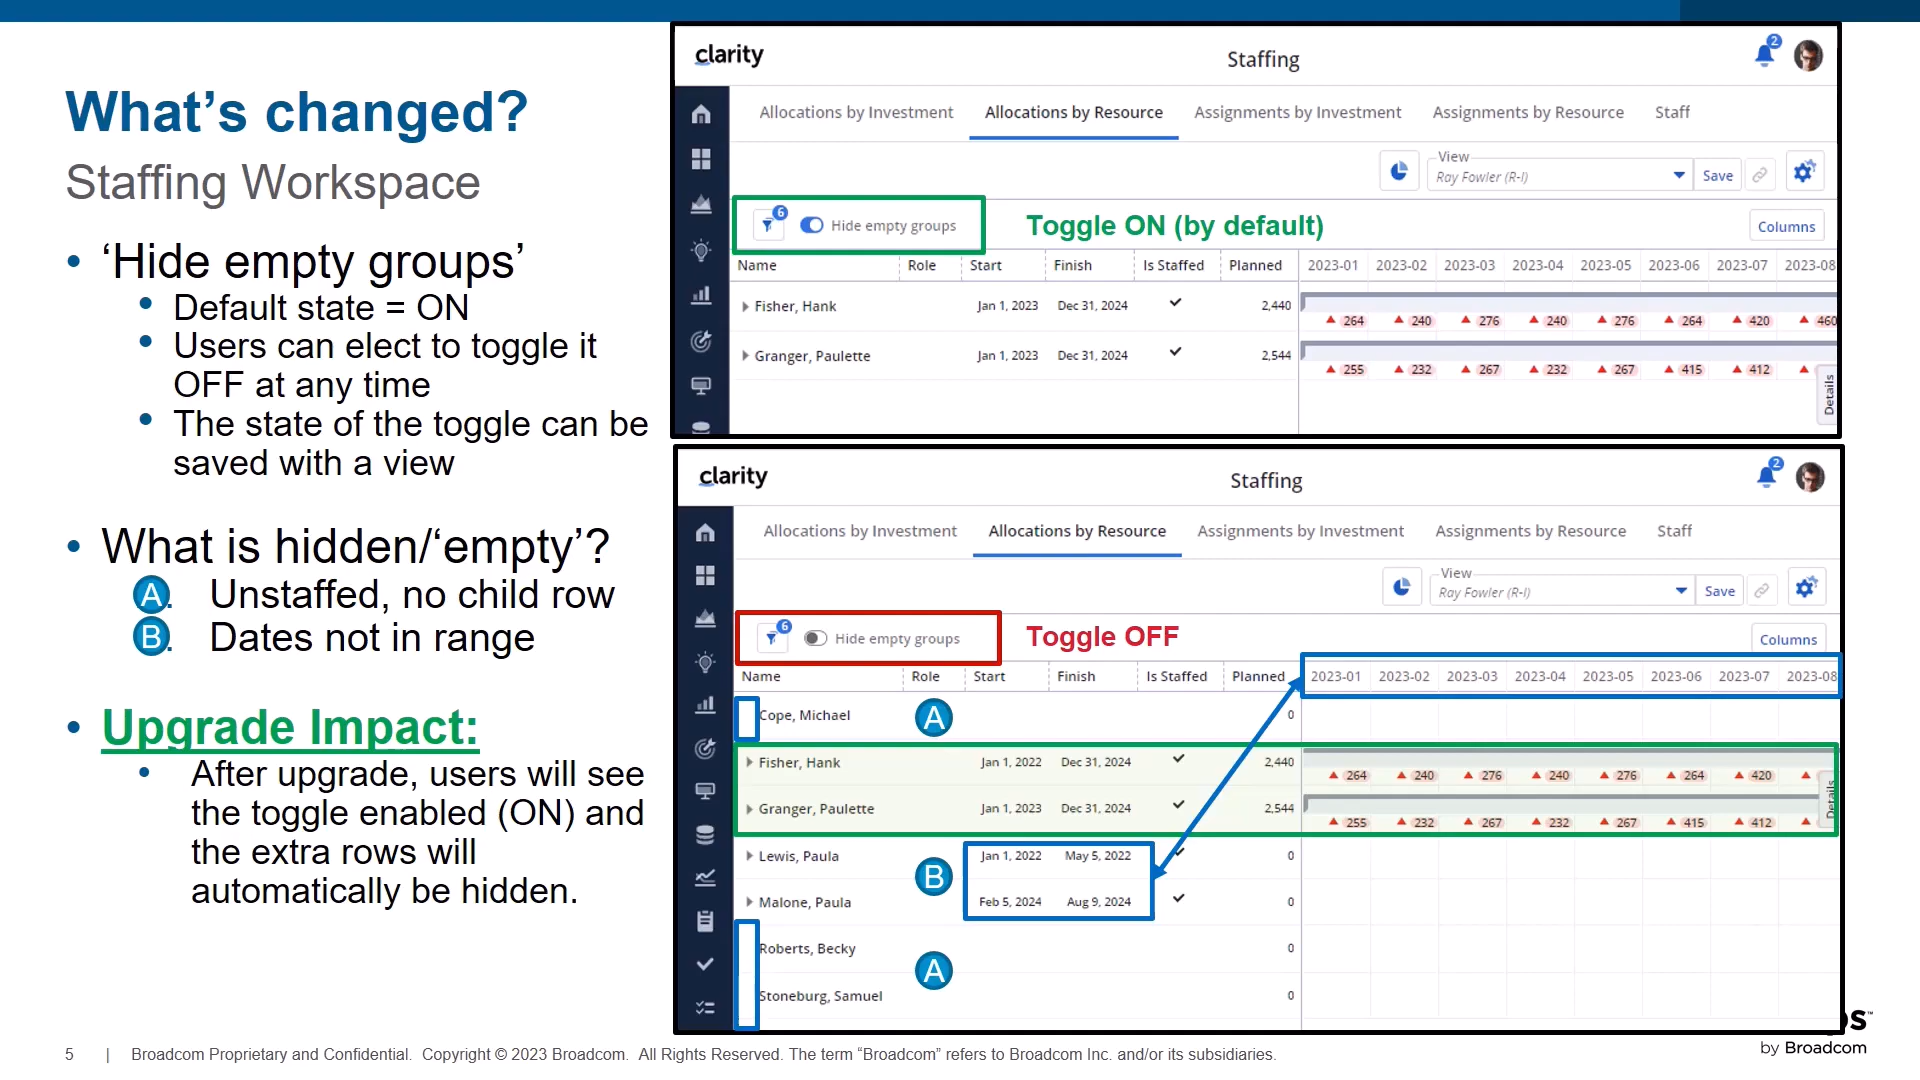 What’s changed?
Staffing Workspace
• ‘Hide empty groups’
• Default state = ON
• Users can elect to toggle it
OFF at any time
• The state of the toggle can be
saved with a view
• What is hidden/‘empty’?
A. Unstaffed, no child row
B. Dates not in range
• Upgrade Impact:
• After upgrade, users will see
the toggle enabled (ON) and
the extra rows will
automatically be hidden.
clarity
Staffing
2
Allocations by Investment Allocations by Resource Assignments by Investment Assignments by Resource Staff
View
Ray Fowler (R-I)
Save
6
Hide empty groups
Toggle ON (by default)
Columns
Name Role Start Finish Is Staffed Planned 2023-01 2023-02 2023-03 2023-04 2023-05 2023-06 2023-07 2023-08
Fisher, Hank Jan 1, 2023 Dec 31, 2024 2,440
264 240 276 240 276 264 420 460
Granger, Paulette Jan 1, 2023 Dec 31, 2024 2,544
255 232 267 232 267 415 412
Details
clarity
Staffing
2
Allocations by Investment Allocations by Resource Assignments by Investment Assignments by Resource Staff
View
Ray Fowler (R-I)
Save
6
Hide empty groups
Toggle OFF
Columns
Name Role Start Finish Is Staffed Planned 2023-01 2023-02 2023-03 2023-04 2023-05 2023-06 2023-07 2023-08
Cope, Michael A 0
Fisher, Hank Jan 1, 2022 Dec 31, 2024 2,440
264 240 276 240 276 264 420
Granger, Paulette Jan 1, 2023 Dec 31, 2024 2,544
255 232 267 232 267 415 412
Details
Lewis, Paula Jan 1, 2022 May 5, 2022 0
B
Malone, Paula Feb 5, 2024 Aug 9, 2024 0
Roberts, Becky 0
A
Stoneburg, Samuel 0
5 | Broadcom Proprietary and Confidential. Copyright © 2023 Broadcom. All Rights Reserved. The term “Broadcom” refers to Broadcom Inc. and/or its subsidiaries.
by Broadcom